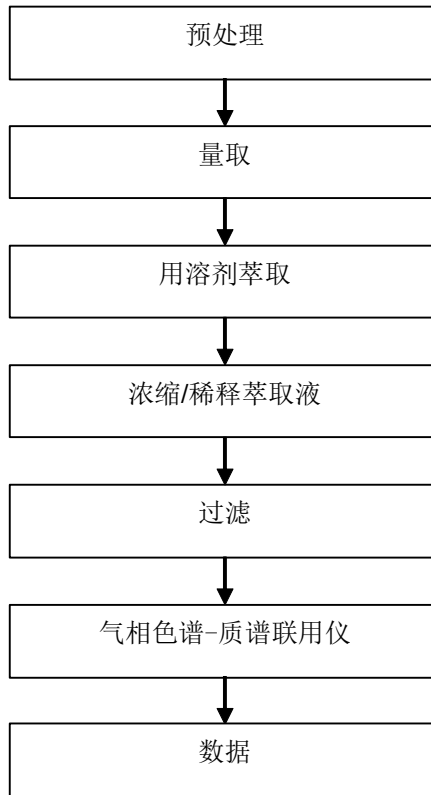 预处理
量取
用溶剂萃取
浓缩/稀释萃取液
过滤
气相色谱-质谱联用仪
数据